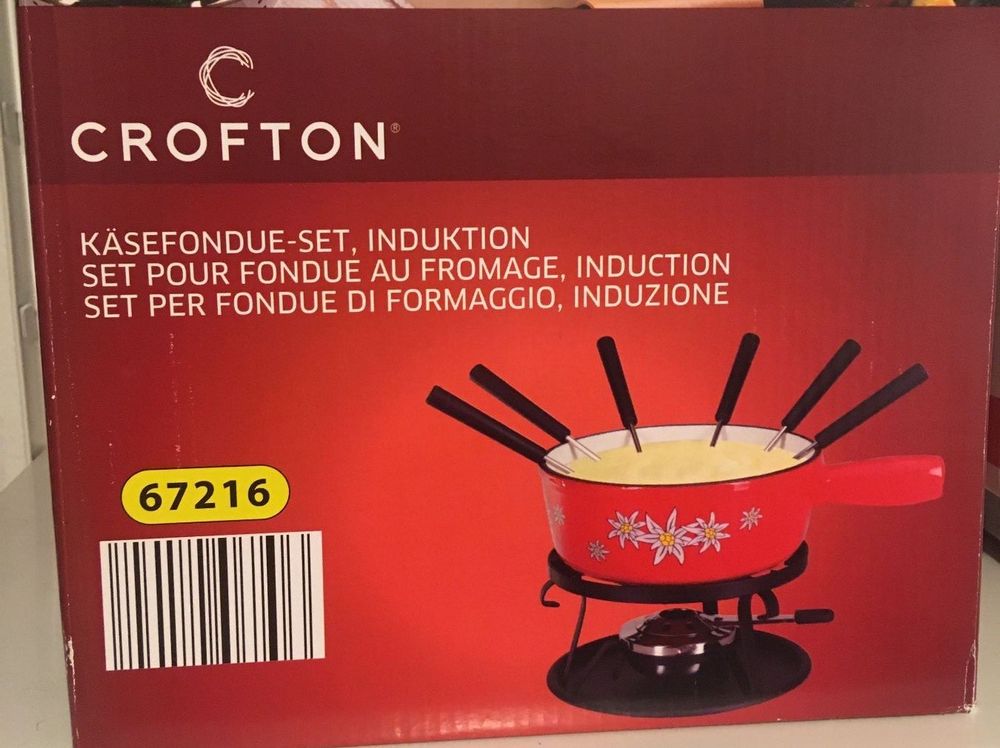 CROFTON®
KÄSEFONDUE-SET, INDUKTION
SET POUR FONDUE AU FROMAGE, INDUCTION
SET PER FONDUE DI FORMAGGIO, INDUZIONE
67216